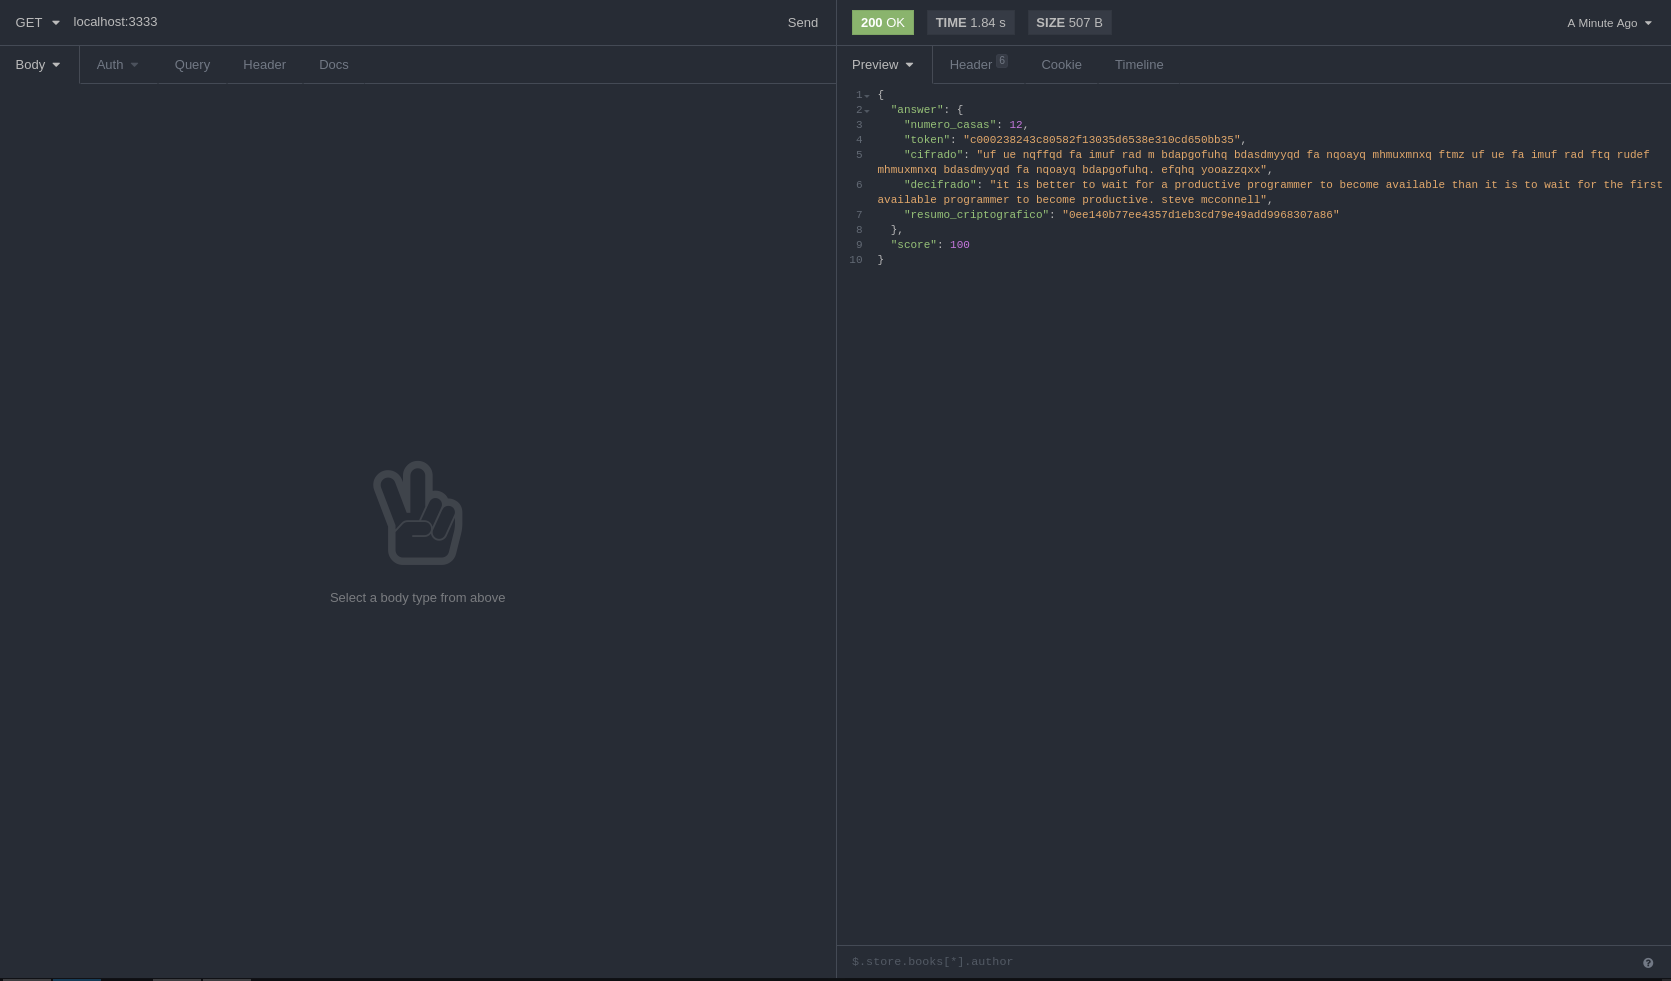 GET localhost:3333 Send
200 OK TIME 1.84 s SIZE 507 B A Minute Ago
Body Auth Query Header Docs
Preview Header 6 Cookie Timeline
1 {
2 "answer": {
3 "numero_casas": 12,
4 "token": "c000238243c80582f13035d6538e310cd650bb35",
5 "cifrado": "uf ue nqffqd fa imuf rad m bdapgofuhq bdasdmyyqd fa nqoayq mhmuxmnxq ftmz uf ue fa imuf rad ftq rudef
mhmuxmnxq bdasdmyyqd fa nqoayq bdapgofuhq. efqhq yooazzqxx",
6 "decifrado": "it is better to wait for a productive programmer to become available than it is to wait for the first
available programmer to become productive. steve mcconnell",
7 "resumo_criptografico": "0ee140b77ee4357d1eb3cd79e49add9968307a86"
8 },
9 "score": 100
10 }
Select a body type from above
$.store.books[*].author